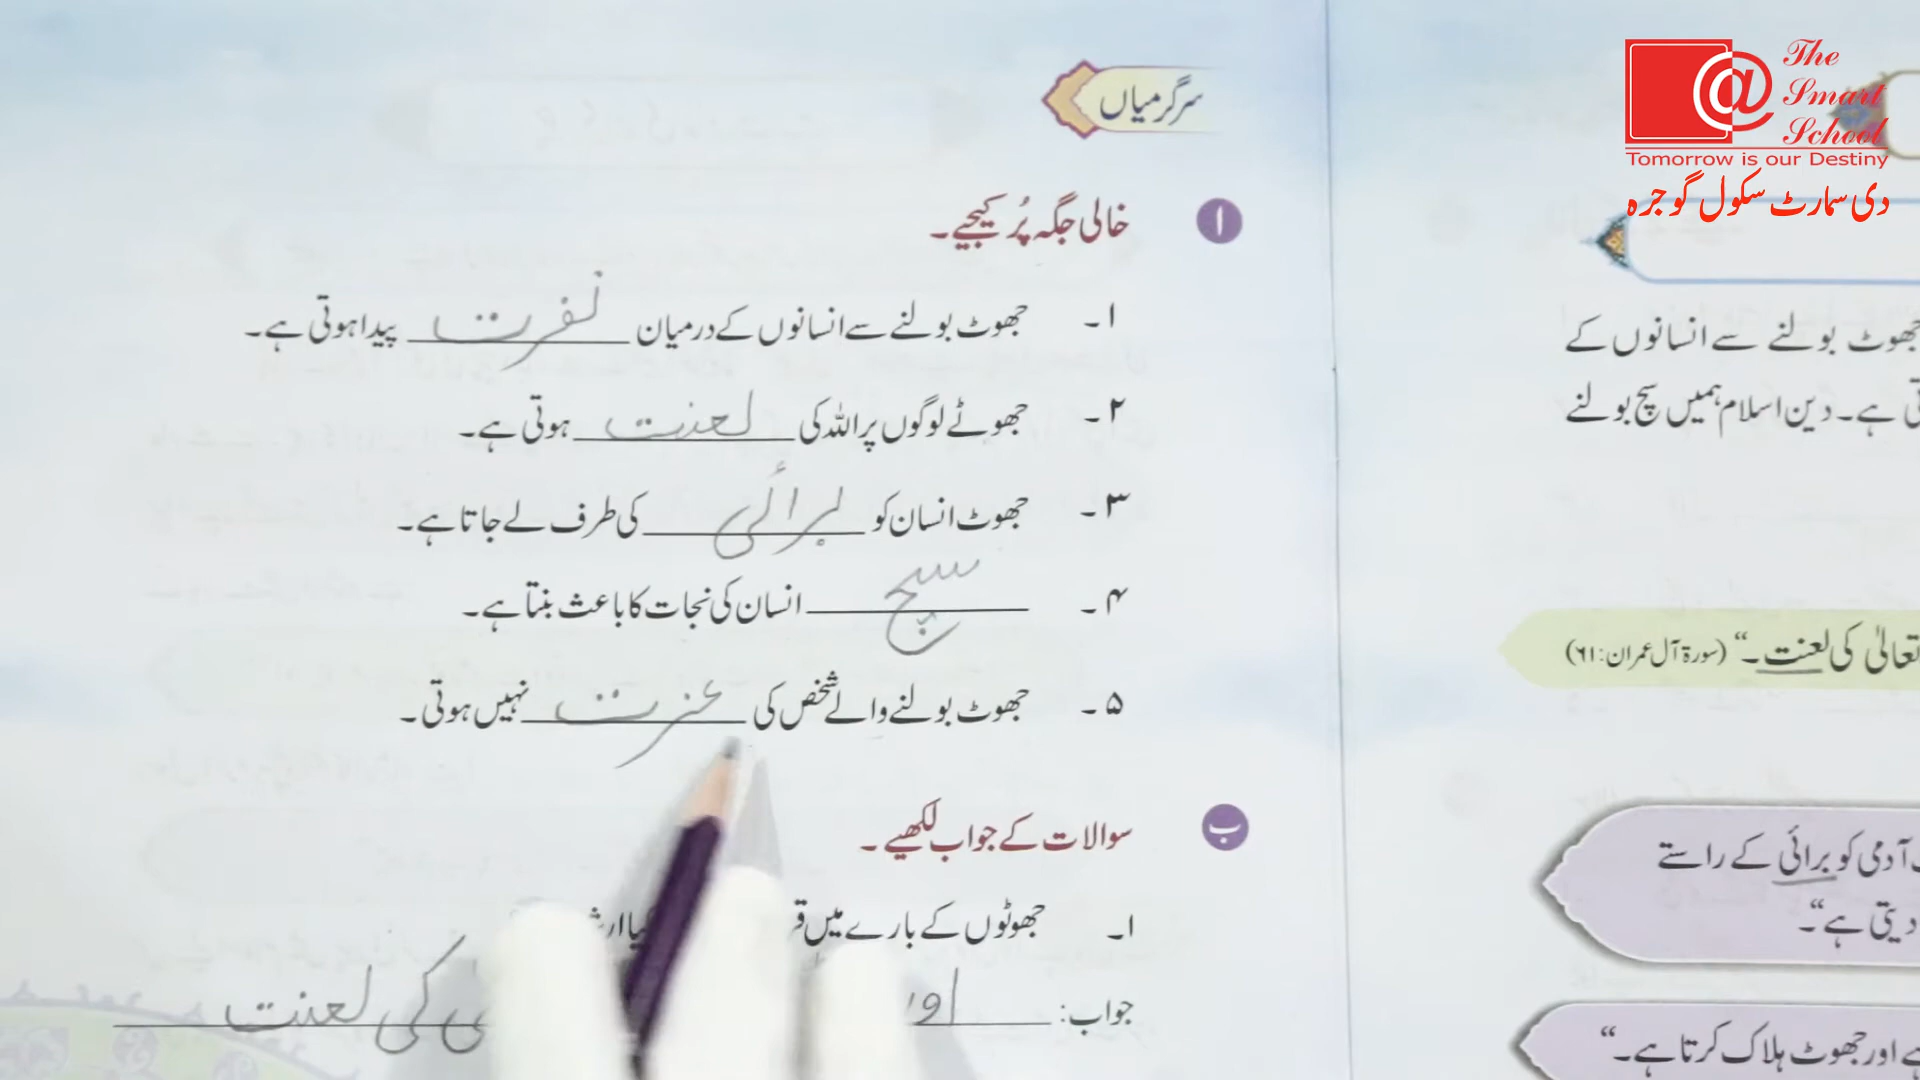 The
Smart
School
Tomorrow is our Destiny
دی سمارٹ سکول گوجرہ
سرگرمیاں
ا خالی جگہ پُر کیجیے۔
۱۔ جھوٹ بولنے سے انسانوں کے درمیان نفرت پیدا ہوتی ہے۔
۲۔ جھوٹے لوگوں پر اللہ کی لعنت ہوتی ہے۔
۳۔ جھوٹ انسان کو برائی کی طرف لے جاتا ہے۔
۴۔ سچ انسان کی نجات کا باعث بنتا ہے۔
۵۔ جھوٹ بولنے والے شخص کی عزت نہیں ہوتی۔
ب سوالات کے جواب لکھیے۔
۱۔ جھوٹوں کے بارے میں
جواب: کی لعنت
جھوٹ بولنے سے انسانوں کے
ہے۔ دین اسلام ہمیں سچ بولنے
تعالیٰ کی لعنت۔“ (سورۃ آل عمران: ۶۱)
آدمی کو برائی کے راستے
دیتی ہے“۔
اور جھوٹ ہلاک کرتا ہے۔“